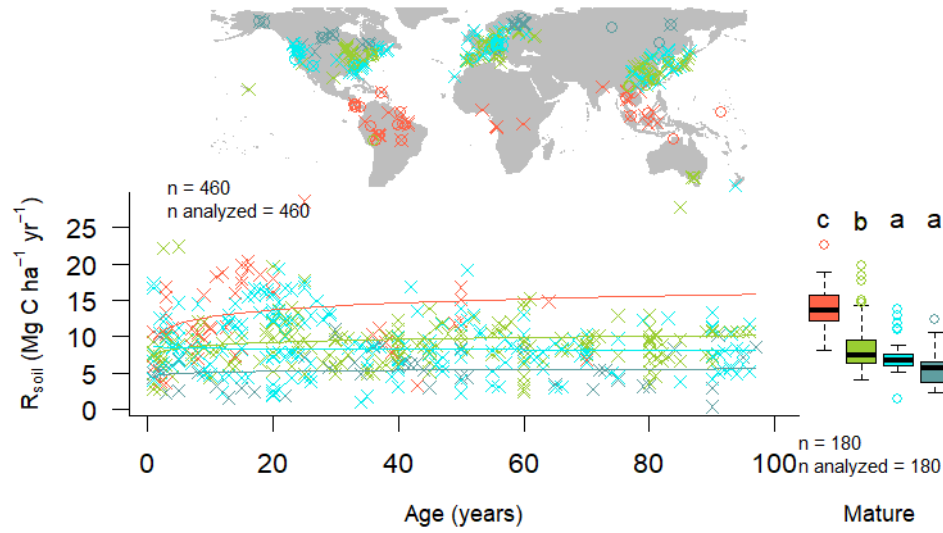 n = 460
n analyzed = 460
c b a a
25
20
15
10
5
0
R_soil (Mg C ha⁻¹ yr⁻¹)
0 20 40 60 80 100
n = 180
n analyzed = 180
Age (years)
Mature